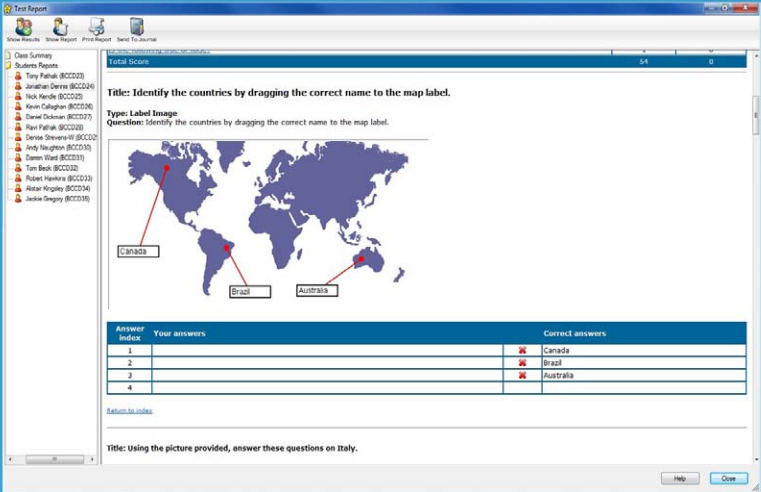 Test Report
Show Results Show Report Print Report Send To Journal
Class Summary
Students Reports
Tony Pathak (BCCD23)
Jonathan Dennis (BCCD24)
Nick Kendle (BCCD25)
Kevin Callaghan (BCCD26)
Daniel Dickman (BCCD27)
Ravi Pathak (BCCD28)
Denise Strevens-W (BCCD29
Andy Naughton (BCCD30)
Darren Ward (BCCD31)
Tom Beck (BCCD32)
Robert Hawkins (BCCD33)
Alistair Kingsley (BCCD34)
Jackie Gregory (BCCD35)
Total Score 54 0
Title: Identify the countries by dragging the correct name to the map label.
Type: Label Image
Question: Identify the countries by dragging the correct name to the map label.
Canada
Brazil
Australia
Answer index Your answers Correct answers
1 Canada
2 Brazil
3 Australia
4
Return to index
Title: Using the picture provided, answer these questions on Italy.
Help Close